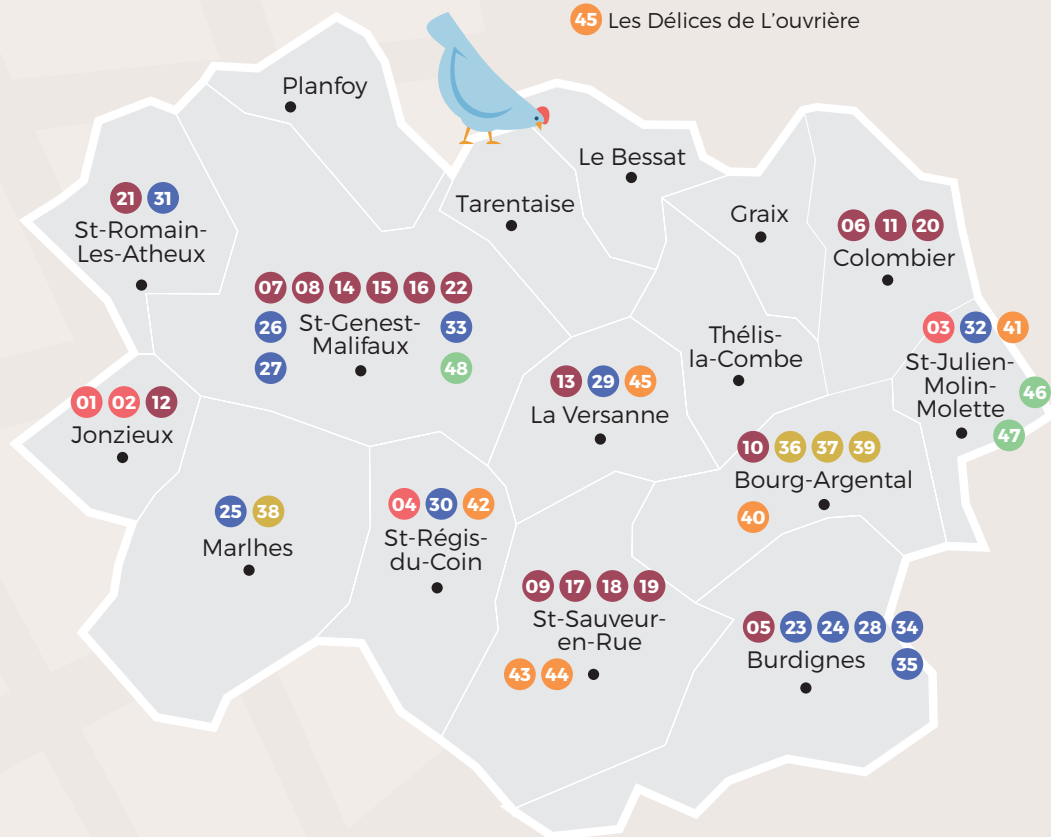 45 Les Délices de L'ouvrière
Planfoy
Le Bessat
Tarentaise
Graix
21 31
St-Romain-
Les-Atheux
06 11 20
Colombier
07 08 14 15 16 22
26 33
St-Genest-
Malifaux
27 48
03 32 41
St-Julien-
Molin-
Molette
46
47
Thélis-
la-Combe
13 29 45
La Versanne
01 02 12
Jonzieux
10 36 37 39
Bourg-Argental
40
25 38
Marlhes
04 30 42
St-Régis-
du-Coin
09 17 18 19
St-Sauveur-
en-Rue
43 44
05 23 24 28 34
Burdignes
35